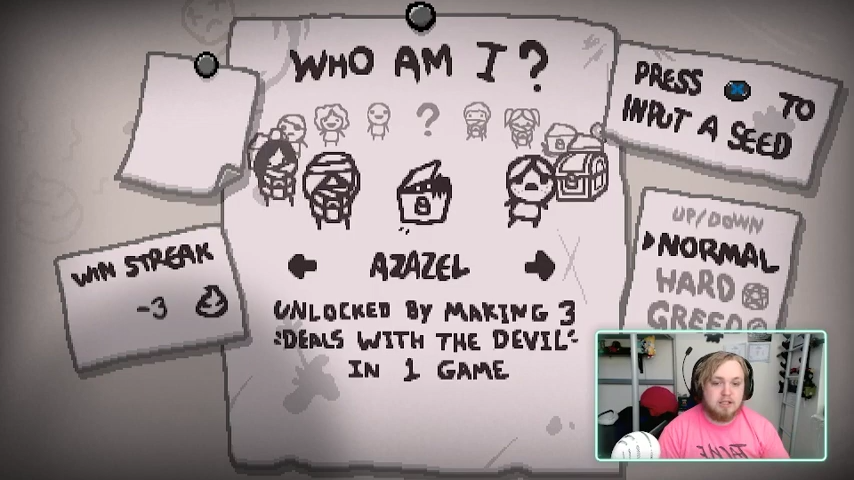 WHO AM I?
?
PRESS X TO
INPUT A SEED
WIN STREAK
-3
AZAZEL
UNLOCKED BY MAKING 3
"DEALS WITH THE DEVIL"
IN 1 GAME
UP/DOWN
NORMAL
HARD
GREED